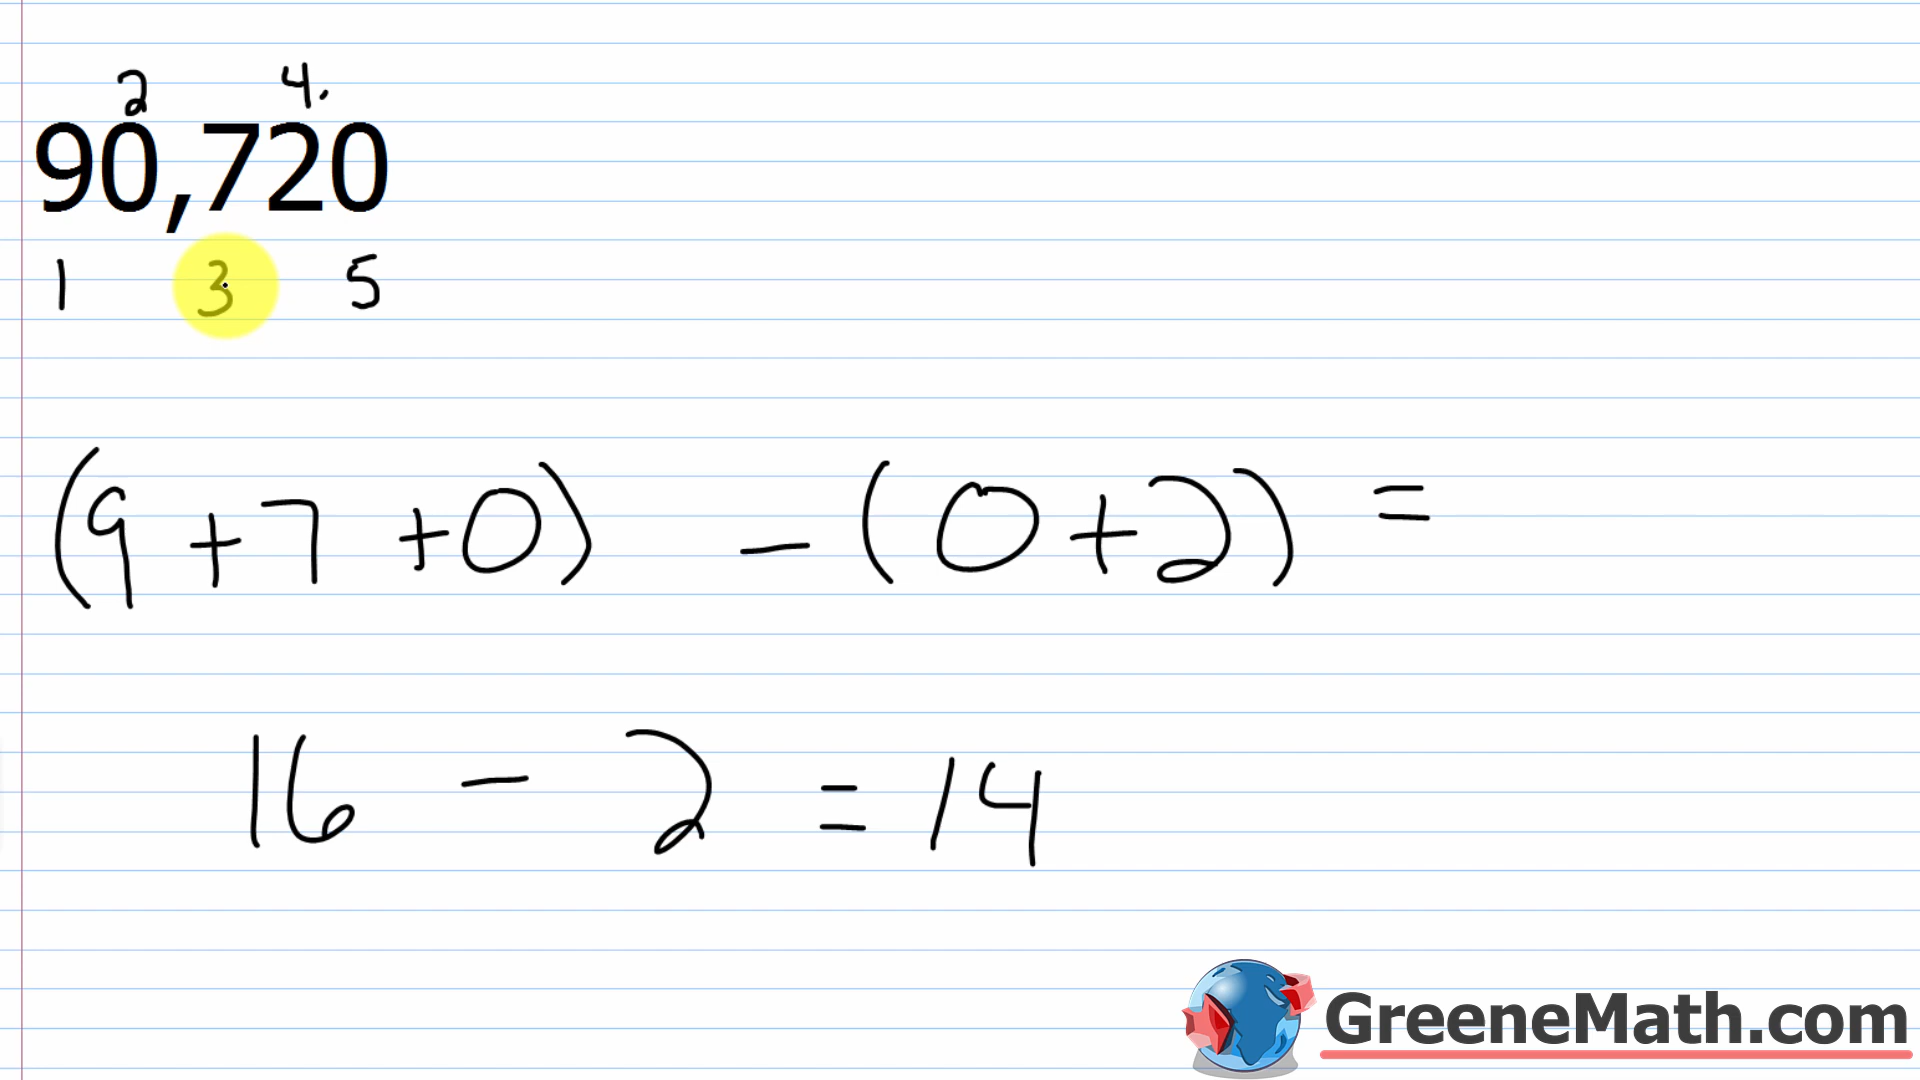 2 4.
90,720
1 3 5
(9 + 7 + 0) - (0 + 2) =
16 - 2 = 14
GreeneMath.com